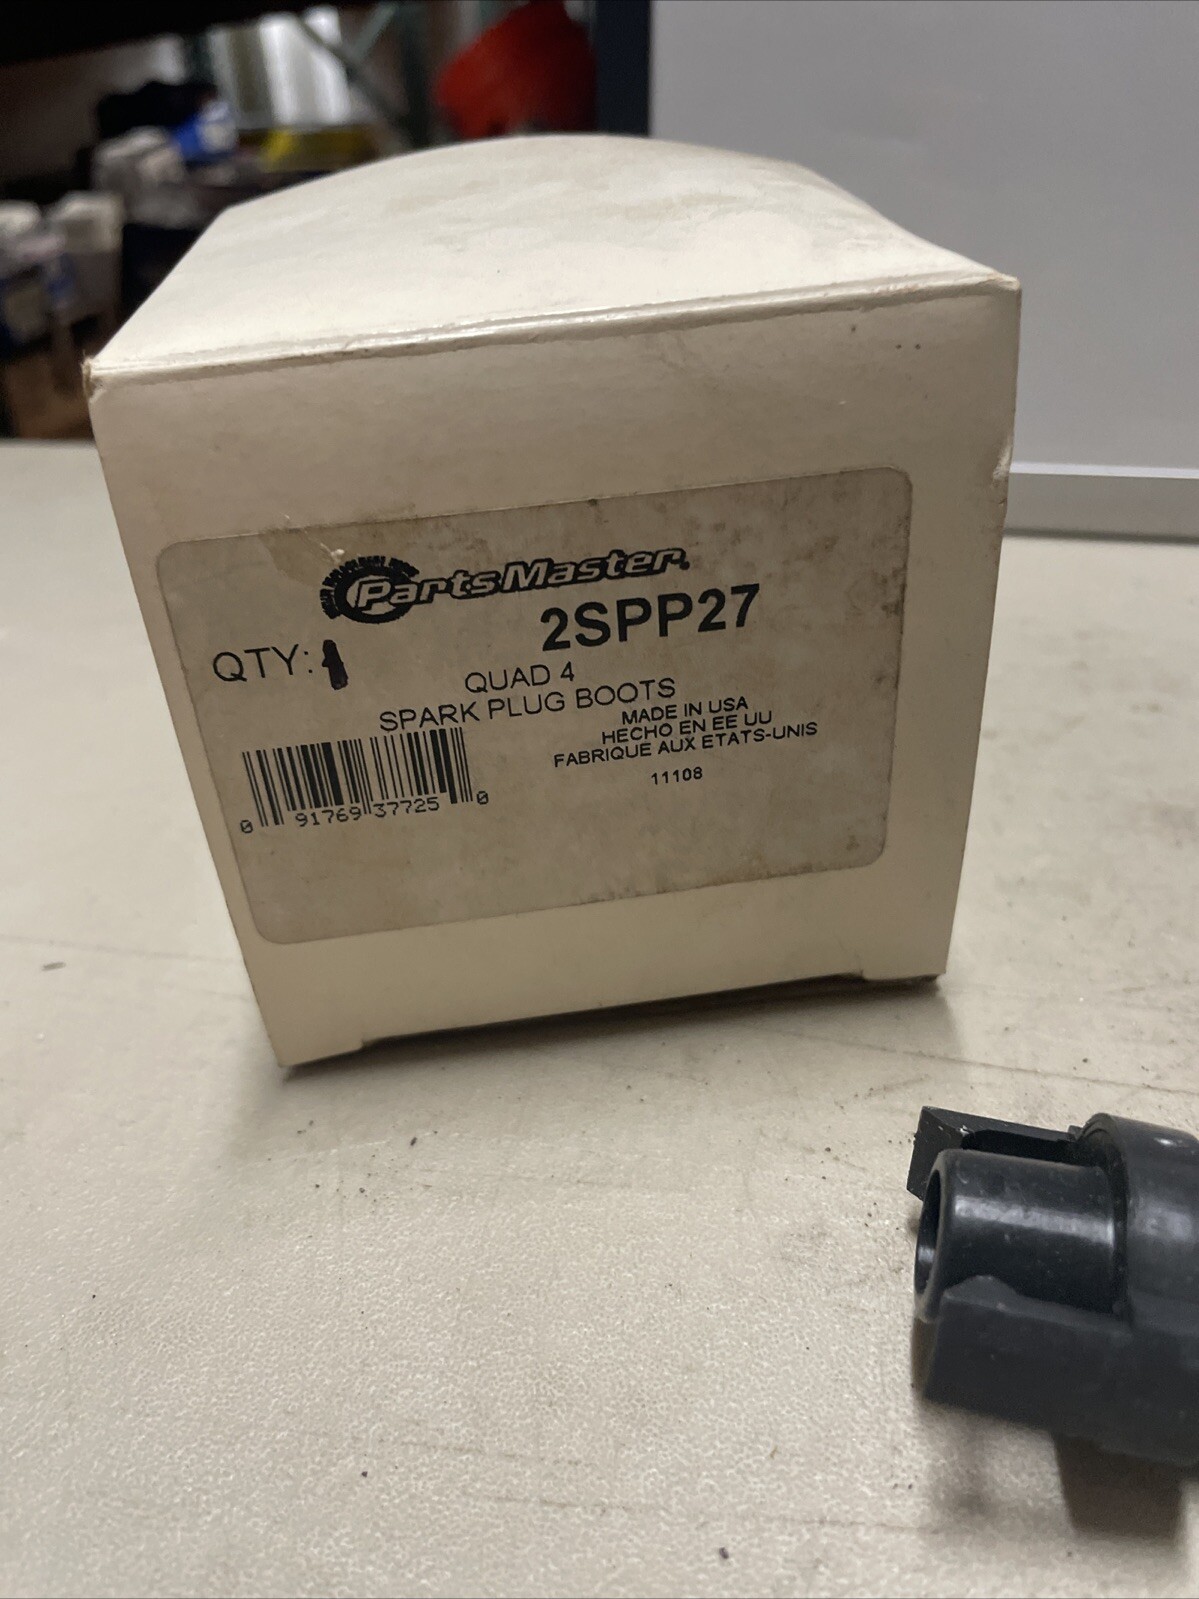 PartsMaster.
2SPP27
QTY: 1
QUAD 4
SPARK PLUG BOOTS
MADE IN USA
HECHO EN EE UU
FABRIQUE AUX ETATS-UNIS
11108
0 91769 37725 0